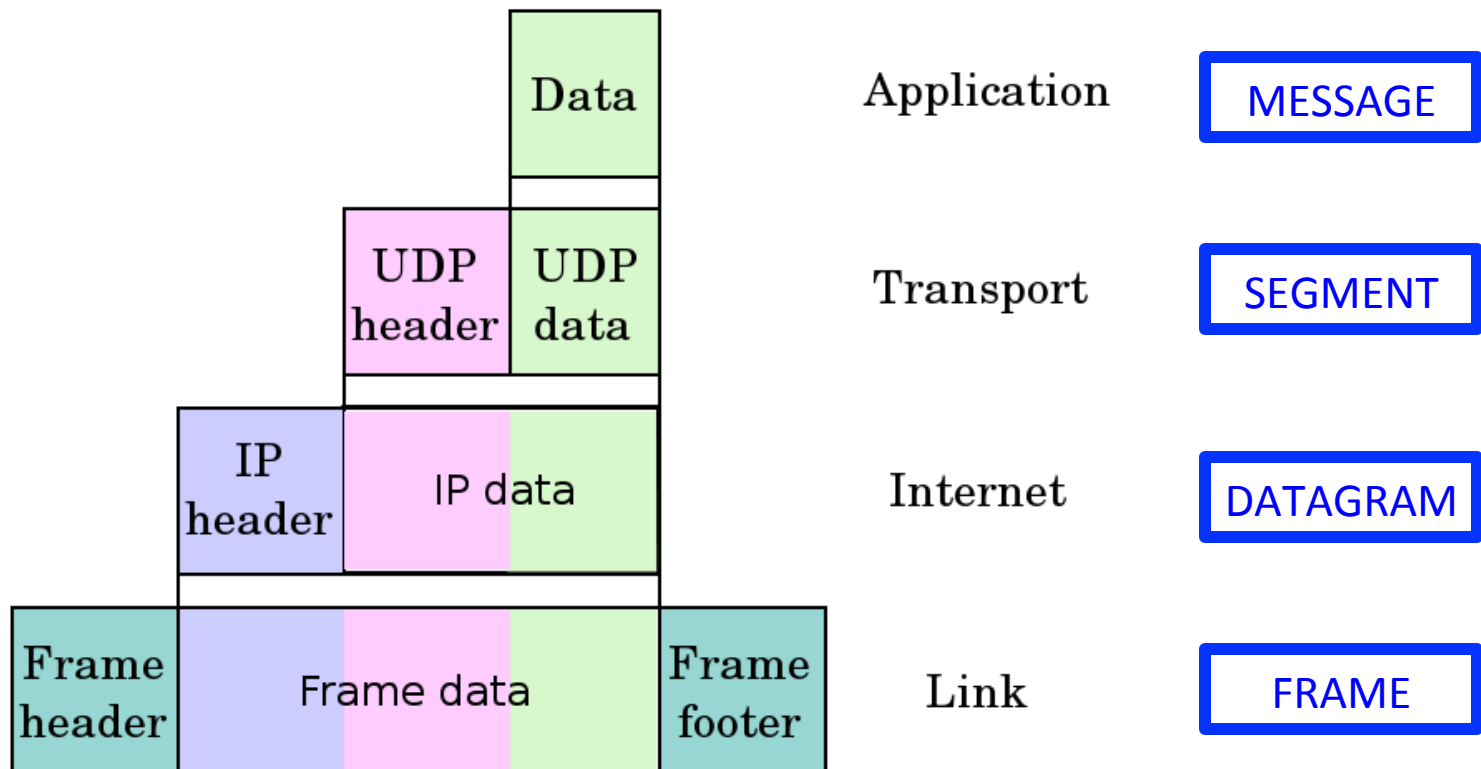 Data
Application
MESSAGE
UDP
header
UDP
data
Transport
SEGMENT
IP
header
IP data
Internet
DATAGRAM
Frame
header
Frame data
Frame
footer
Link
FRAME